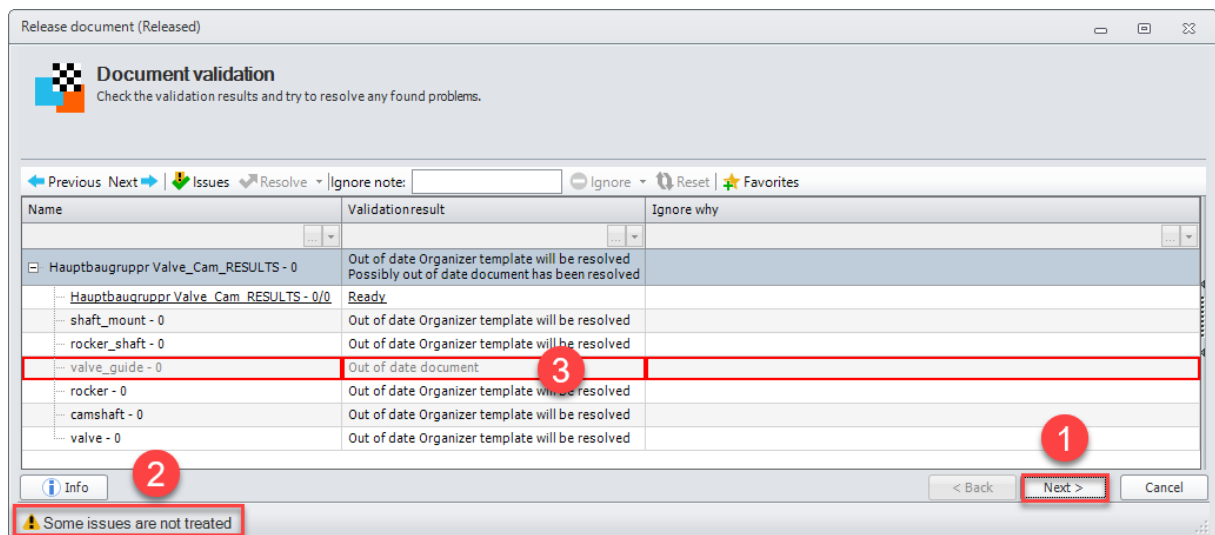 Release document (Released)
Document validation
Check the validation results and try to resolve any found problems.
Previous Next | Issues Resolve Ignore note: Ignore Reset | Favorites
Name Validation result Ignore why
... ... ...
Hauptbaugruppr Valve_Cam_RESULTS - 0 Out of date Organizer template will be resolved
Possibly out of date document has been resolved
Hauptbaugruppr Valve_Cam_RESULTS - 0/0 Ready
shaft_mount - 0 Out of date Organizer template will be resolved
rocker_shaft - 0 Out of date Organizer template will be resolved
valve_guide - 0 Out of date document 3
rocker - 0 Out of date Organizer template will be resolved
camshaft - 0 Out of date Organizer template will be resolved
valve - 0 Out of date Organizer template will be resolved
1
2
i Info < Back Next > Cancel
Some issues are not treated